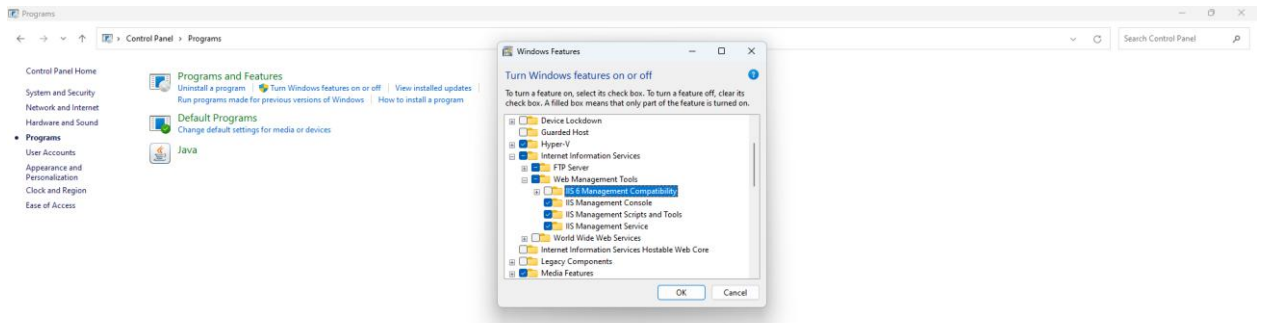 Programs
Control Panel > Programs
Search Control Panel
Control Panel Home
System and Security
Network and Internet
Hardware and Sound
Programs
User Accounts
Appearance and
Personalization
Clock and Region
Ease of Access
Programs and Features
Uninstall a program | Turn Windows features on or off | View installed updates |
Run programs made for previous versions of Windows | How to install a program
Default Programs
Change default settings for media or devices
Java
Windows Features
Turn Windows features on or off
To turn a feature on, select its check box. To turn a feature off, clear its
check box. A filled box means that only part of the feature is turned on.
Device Lockdown
Guarded Host
Hyper-V
Internet Information Services
FTP Server
Web Management Tools
IIS 6 Management Compatibility
IIS Management Console
IIS Management Scripts and Tools
IIS Management Service
World Wide Web Services
Internet Information Services Hostable Web Core
Legacy Components
Media Features
OK Cancel